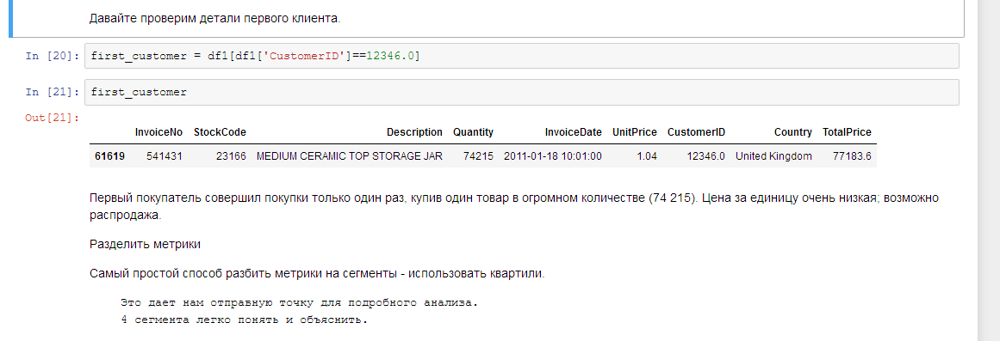 Давайте проверим детали первого клиента.
In [20]: first_customer = df1[df1['CustomerID']==12346.0]
In [21]: first_customer
Out[21]:
InvoiceNo StockCode Description Quantity InvoiceDate UnitPrice CustomerID Country TotalPrice
61619 541431 23166 MEDIUM CERAMIC TOP STORAGE JAR 74215 2011-01-18 10:01:00 1.04 12346.0 United Kingdom 77183.6
Первый покупатель совершил покупки только один раз, купив один товар в огромном количестве (74 215). Цена за единицу очень низкая; возможно
распродажа.
Разделить метрики
Самый простой способ разбить метрики на сегменты - использовать квартили.
Это дает нам отправную точку для подробного анализа.
4 сегмента легко понять и объяснить.